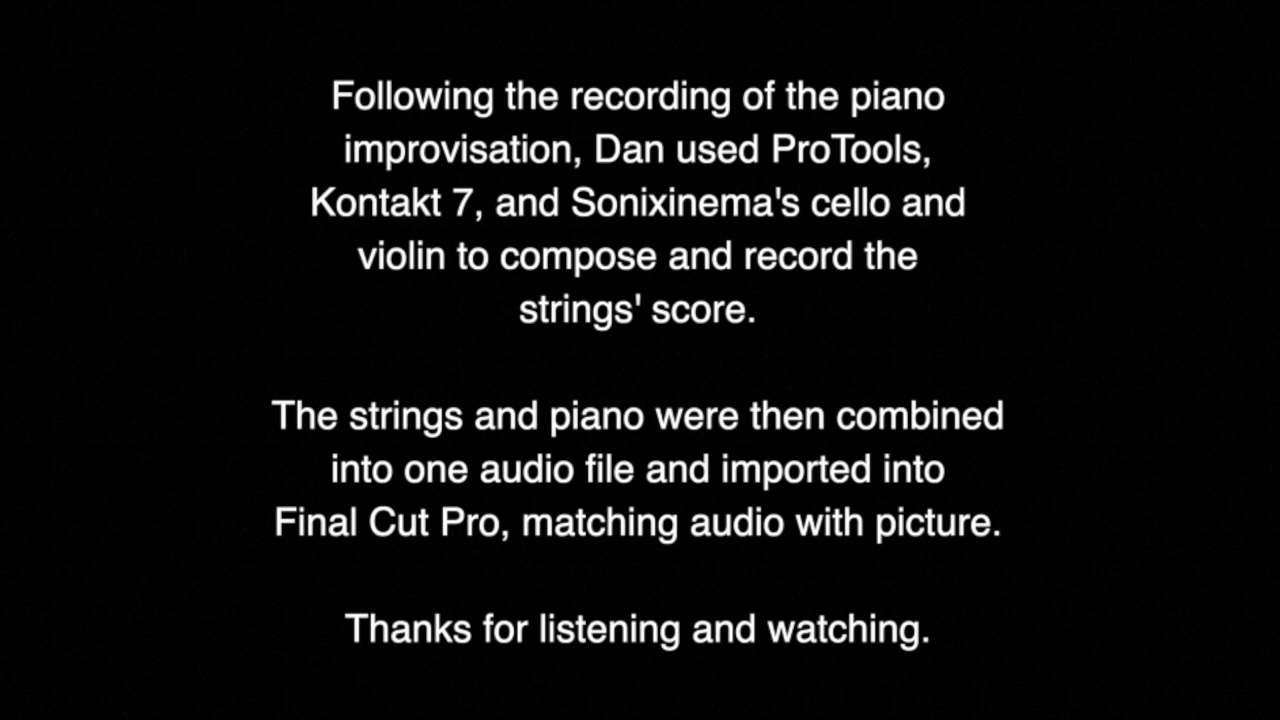 Following the recording of the piano
improvisation, Dan used ProTools,
Kontakt 7, and Sonixinema's cello and
violin to compose and record the
strings' score.
The strings and piano were then combined
into one audio file and imported into
Final Cut Pro, matching audio with picture.
Thanks for listening and watching.